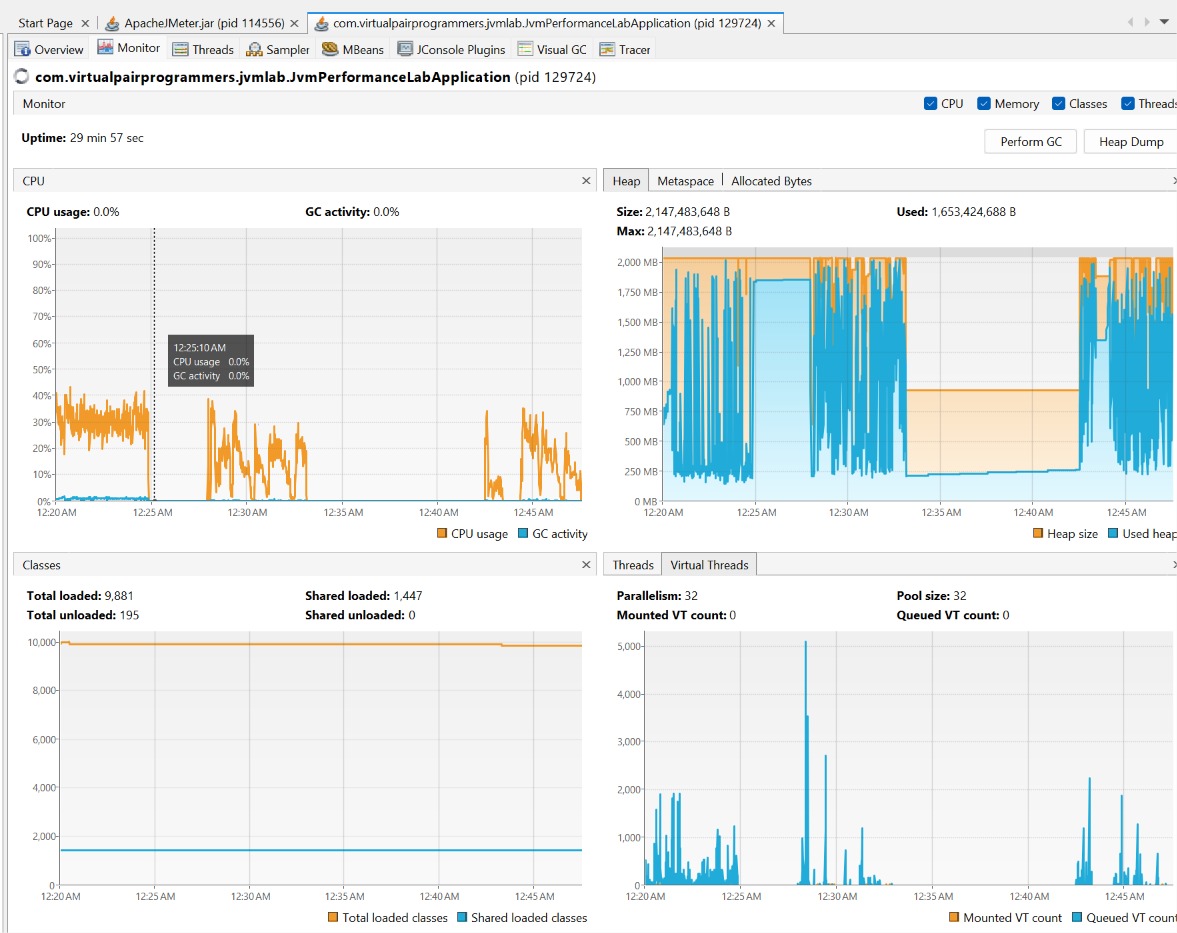 Start Page
ApacheJMeter.jar (pid 114556)
com.virtualpairprogrammers.jvmlab.JvmPerformanceLabApplication (pid 129724)
Overview Monitor Threads Sampler MBeans JConsole Plugins Visual GC Tracer
com.virtualpairprogrammers.jvmlab.JvmPerformanceLabApplication (pid 129724)
Monitor
CPU Memory Classes Threads
Uptime: 29 min 57 sec
Perform GC Heap Dump
CPU
CPU usage: 0.0% GC activity: 0.0%
100%
90%
80%
70%
60%
50%
40%
30%
20%
10%
0%
12:25:10 AM
CPU usage 0.0%
GC activity 0.0%
12:20 AM 12:25 AM 12:30 AM 12:35 AM 12:40 AM 12:45 AM
CPU usage GC activity
Heap Metaspace Allocated Bytes
Size: 2,147,483,648 B Used: 1,653,424,688 B
Max: 2,147,483,648 B
2,000 MB
1,750 MB
1,500 MB
1,250 MB
1,000 MB
750 MB
500 MB
250 MB
0 MB
12:20 AM 12:25 AM 12:30 AM 12:35 AM 12:40 AM 12:45 AM
Heap size Used heap
Classes
Total loaded: 9,881 Shared loaded: 1,447
Total unloaded: 195 Shared unloaded: 0
10,000
8,000
6,000
4,000
2,000
0
12:20 AM 12:25 AM 12:30 AM 12:35 AM 12:40 AM 12:45 AM
Total loaded classes Shared loaded classes
Threads Virtual Threads
Parallelism: 32 Pool size: 32
Mounted VT count: 0 Queued VT count: 0
5,000
4,000
3,000
2,000
1,000
0
12:20 AM 12:25 AM 12:30 AM 12:35 AM 12:40 AM 12:45 AM
Mounted VT count Queued VT count